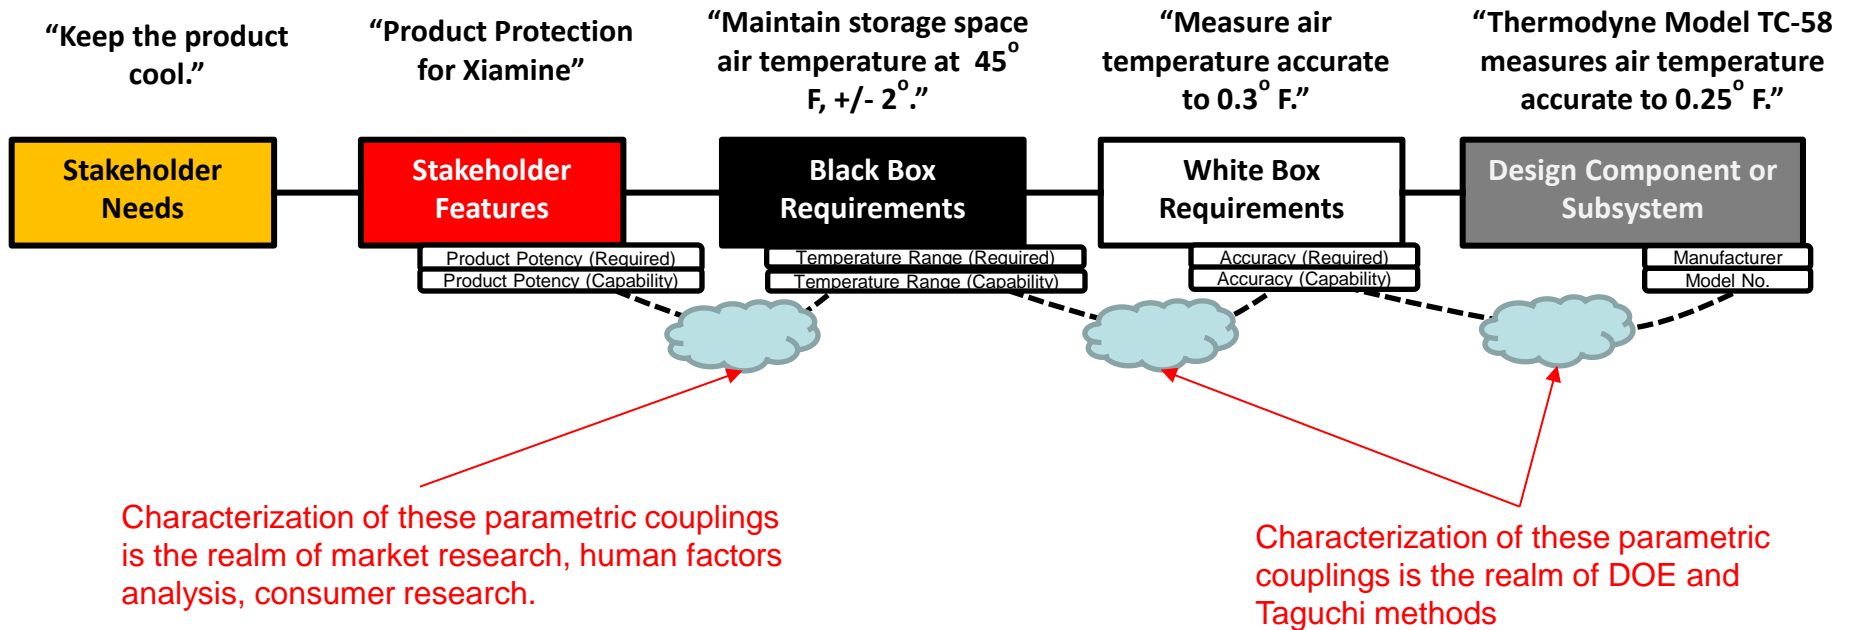 “Keep the product
cool.”
“Product Protection
for Xiamine”
“Maintain storage space
air temperature at 45o
F, +/- 2o.”
“Measure air
temperature accurate
to 0.3o F.”
“Thermodyne Model TC-58
measures air temperature
accurate to 0.25o F.”
Stakeholder
Needs
Stakeholder
Features
Black Box
Requirements
White Box
Requirements
Design Component or
Subsystem
Product Potency (Required)
Product Potency (Capability)
Temperature Range (Required)
Temperature Range (Capability)
Accuracy (Required)
Accuracy (Capability)
Manufacturer
Model No.
Characterization of these parametric couplings
is the realm of market research, human factors
analysis, consumer research.
Characterization of these parametric
couplings is the realm of DOE and
Taguchi methods